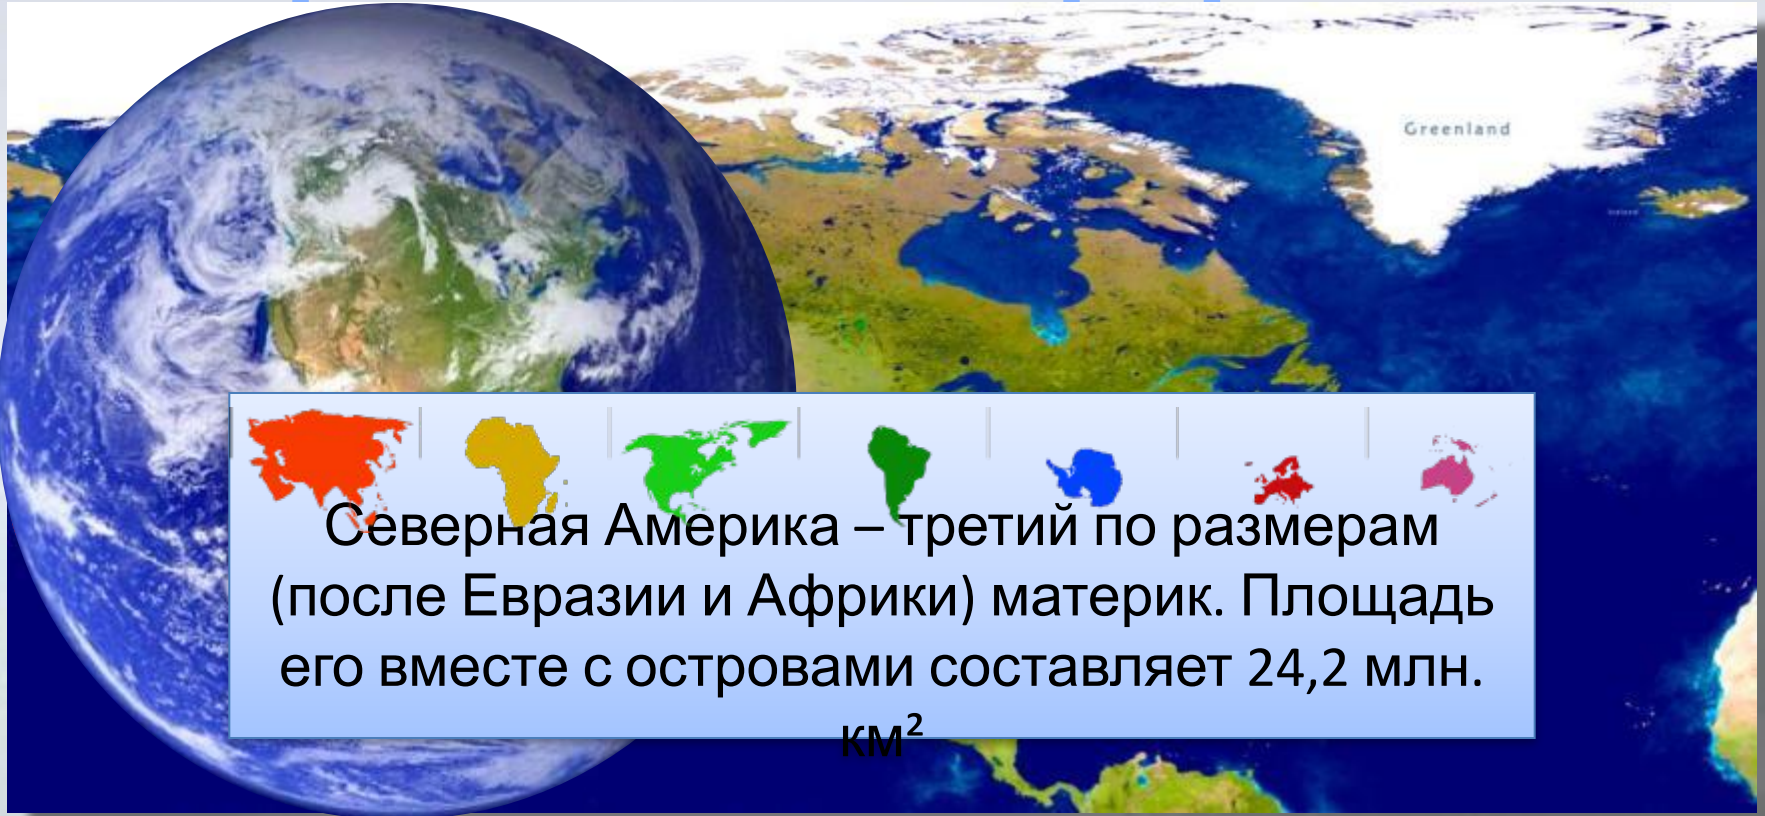 Greenland
Iceland
Северная Америка – третий по размерам
(после Евразии и Африки) материк. Площадь
его вместе с островами составляет 24,2 млн.
км²